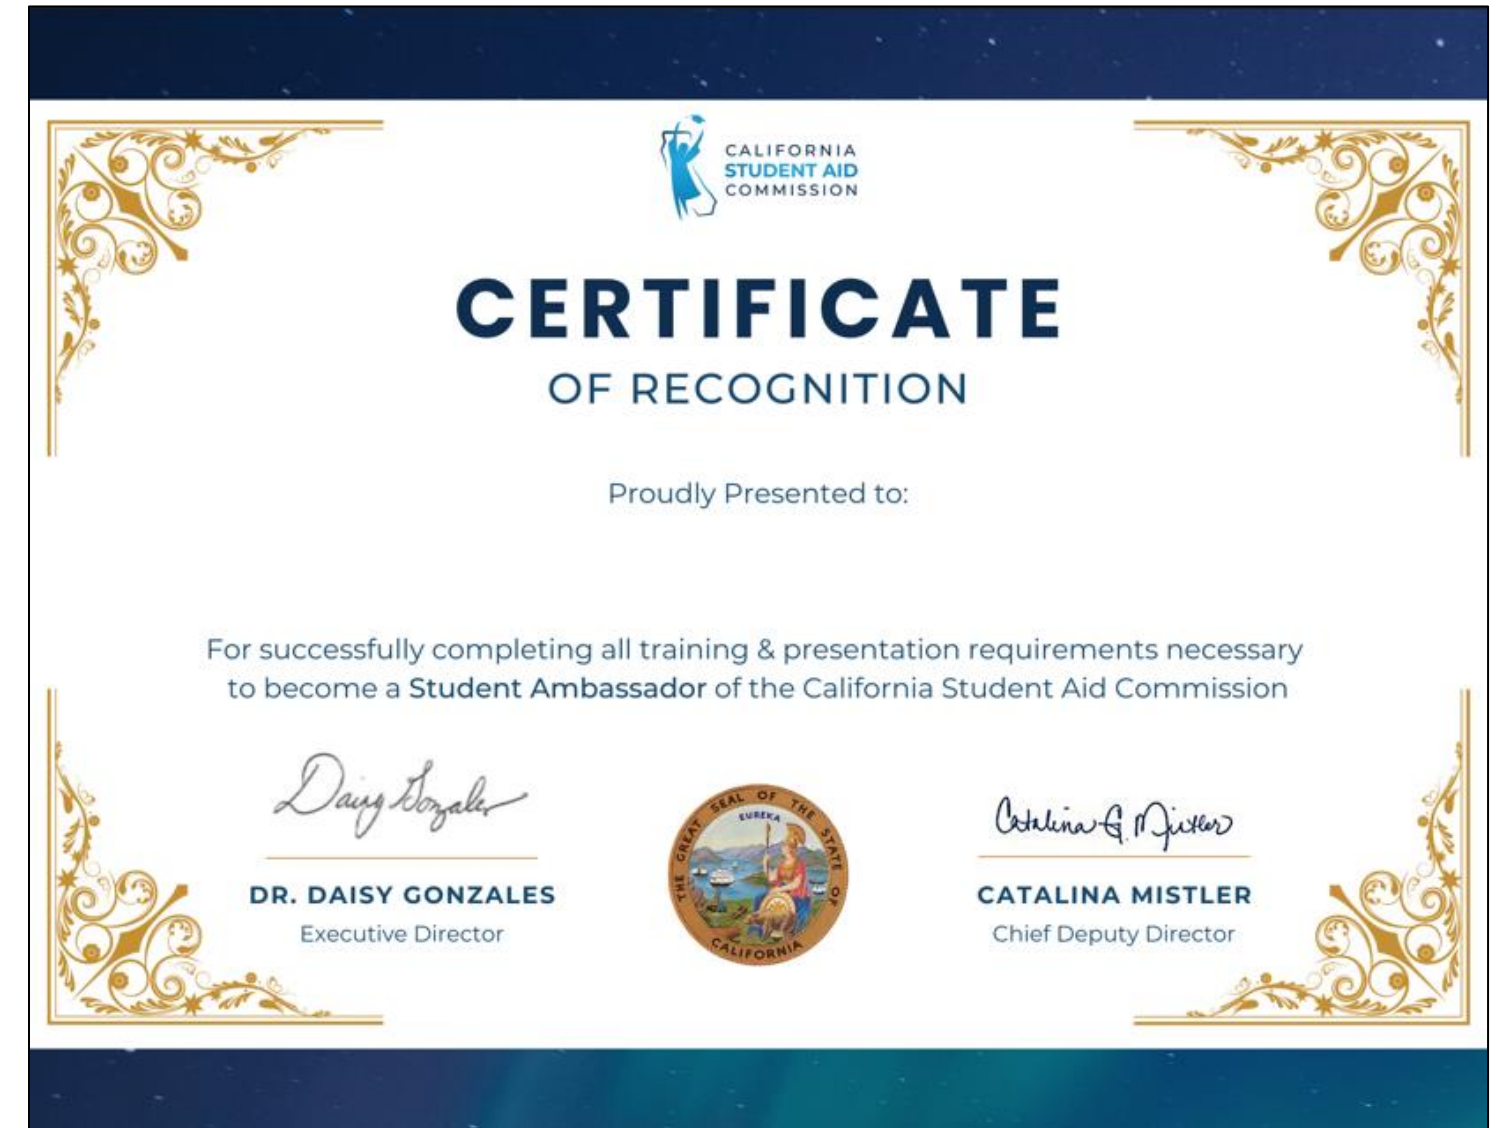 CALIFORNIA
STUDENT AID
COMMISSION
CERTIFICATE
OF RECOGNITION
Proudly Presented to:
For successfully completing all training & presentation requirements necessary
to become a Student Ambassador of the California Student Aid Commission
Daisy Gonzales
DR. DAISY GONZALES
Executive Director
THE GREAT SEAL OF THE STATE OF CALIFORNIA
EUREKA
Catalina G. Mistler
CATALINA MISTLER
Chief Deputy Director